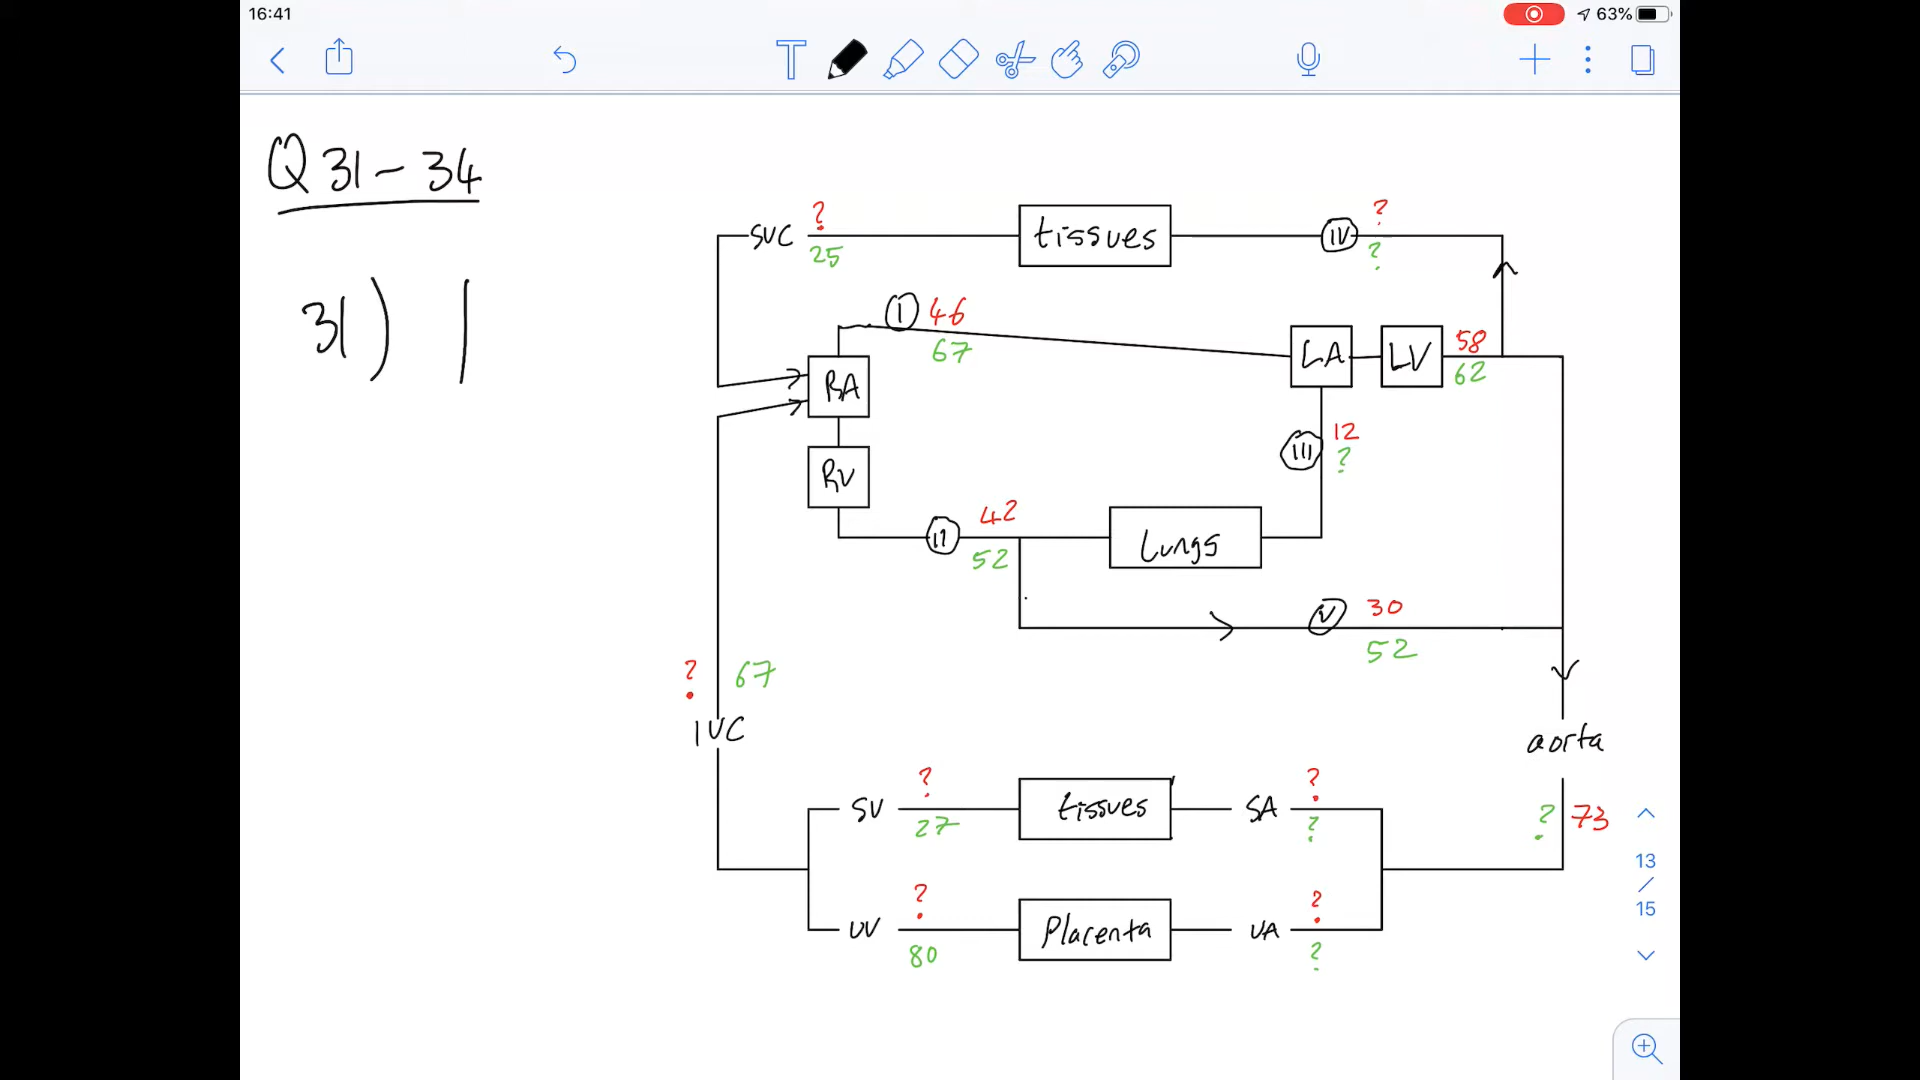 16:41
63%
Q 31 - 34
31)
SVC ? 25
tissues
IV ? ?
I 46 67
RA
LA
LV
58 62
III 12 ?
RV
II 42 52
Lungs
V 30 52
? 67
IVC
aorta
? 73
SV ? 27
tissues
SA ? ?
UV ? 80
Placenta
UA ? ?
13
/
15